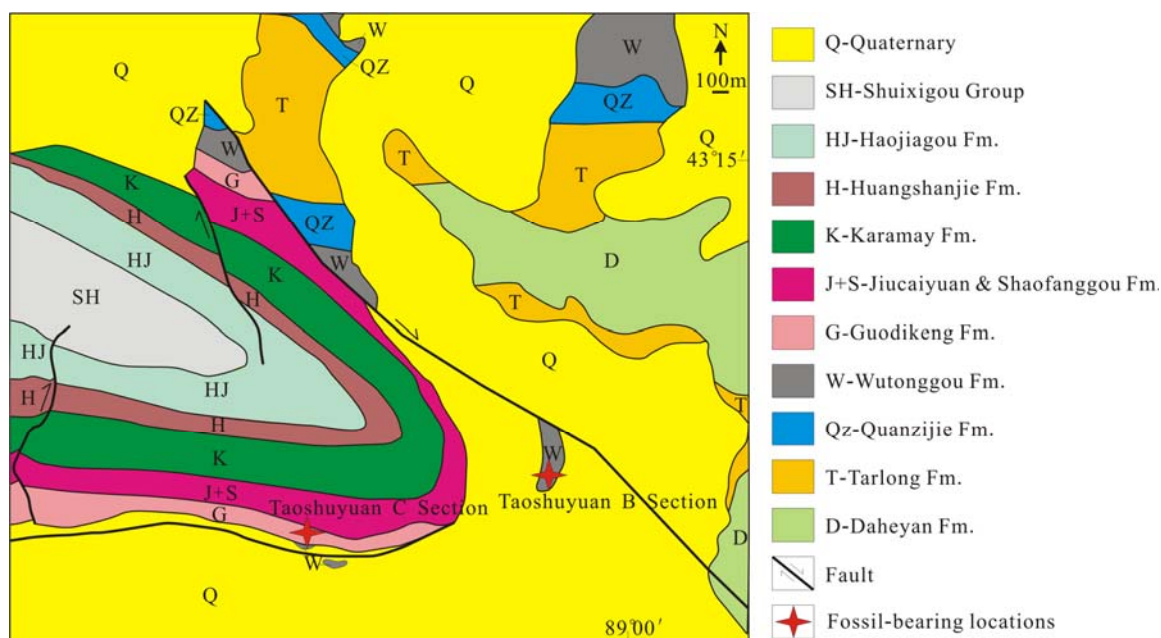 W
N
Q
W
QZ
Q
100m
T
QZ
QZ
Q
W
T
T
43°15′
G
K
J+S
QZ
H
HJ
W
D
K
SH
H
T
HJ
Q
HJ
H
T
H
W
K
J+S
Taoshuyuan C Section
Taoshuyuan B Section
G
D
W
Q
89°00′
Q-Quaternary
SH-Shuixigou Group
HJ-Haojiagou Fm.
H-Huangshanjie Fm.
K-Karamay Fm.
J+S-Jiucaiyuan & Shaofanggou Fm.
G-Guodikeng Fm.
W-Wutonggou Fm.
Qz-Quanzijie Fm.
T-Tarlong Fm.
D-Daheyan Fm.
Fault
Fossil-bearing locations